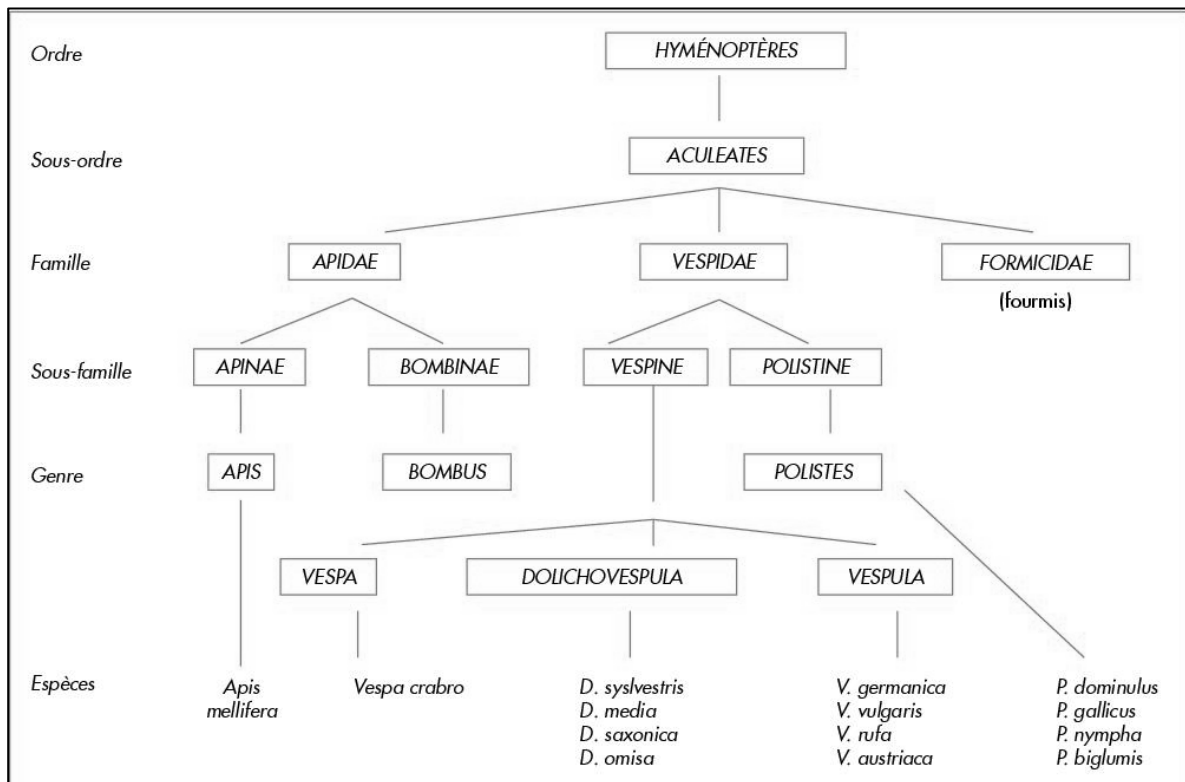 Ordre HYMÉNOPTÈRES
Sous-ordre ACULEATES
Famille APIDAE VESPIDAE FORMICIDAE
(fourmis)
Sous-famille APINAE BOMBINAE VESPINE POLISTINE
Genre APIS BOMBUS POLISTES
VESPA DOLICHOVESPULA VESPULA
Espèces Apis Vespa crabro D. syslvestris V. germanica P. dominulus
mellifera D. media V. vulgaris P. gallicus
D. saxonica V. rufa P. nympha
D. omisa V. austriaca P. biglumis